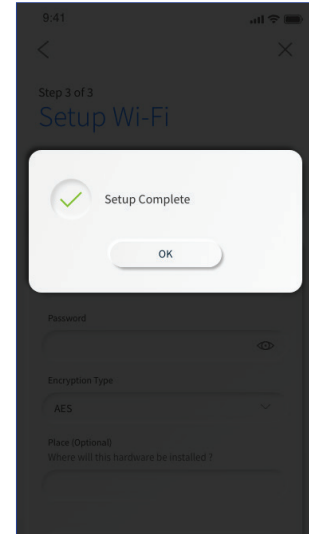 9:41
Step 3 of 3
Setup Wi-Fi
Setup Complete
OK
Password
Encryption Type
AES
Place (Optional)
Where will this hardware be installed ?